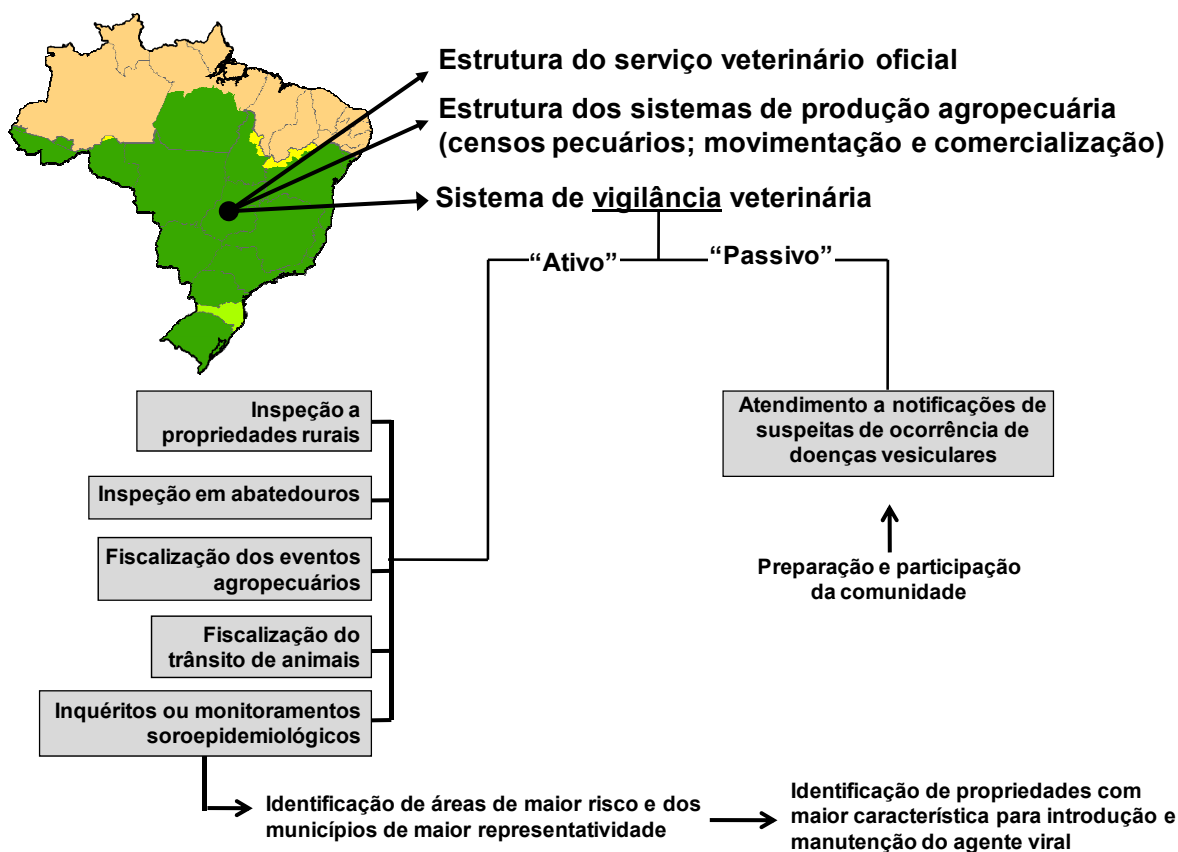 Estrutura do serviço veterinário oficial
Estrutura dos sistemas de produção agropecuária
(censos pecuários; movimentação e comercialização)
Sistema de vigilância veterinária
“Ativo”
“Passivo”
Inspeção a
propriedades rurais
Inspeção em abatedouros
Fiscalização dos eventos
agropecuários
Fiscalização do
trânsito de animais
Inquéritos ou monitoramentos
soroepidemiológicos
Atendimento a notificações de
suspeitas de ocorrência de
doenças vesiculares
Preparação e participação
da comunidade
Identificação de áreas de maior risco e dos
municípios de maior representatividade
Identificação de propriedades com
maior característica para introdução e
manutenção do agente viral